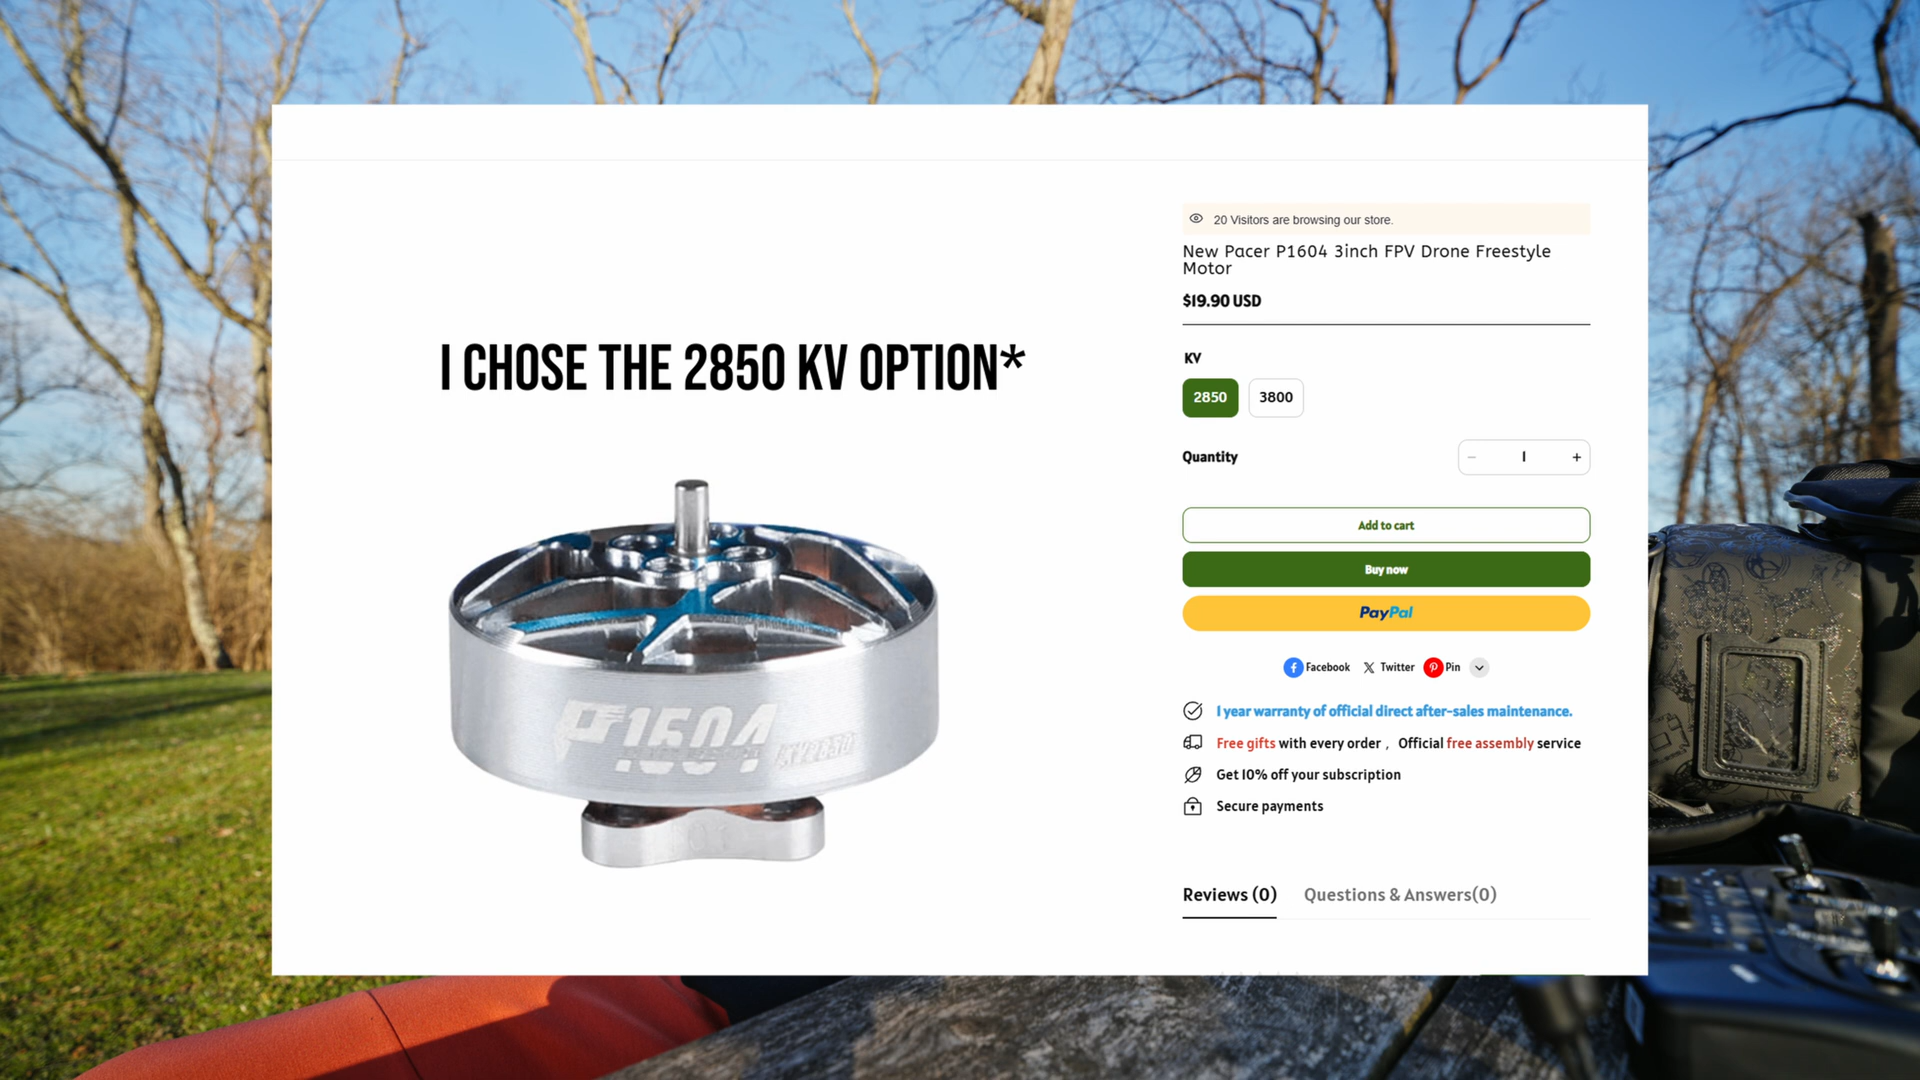 20 Visitors are browsing our store.
New Pacer P1604 3inch FPV Drone Freestyle
Motor
$19.90 USD
I CHOSE THE 2850 KV OPTION*
KV
2850 3800
Quantity
− 1 +
Add to cart
Buy now
PayPal
Facebook Twitter Pin
1 year warranty of official direct after-sales maintenance.
Free gifts with every order , Official free assembly service
Get 10% off your subscription
Secure payments
P1604 KV2850
Reviews (0) Questions & Answers(0)